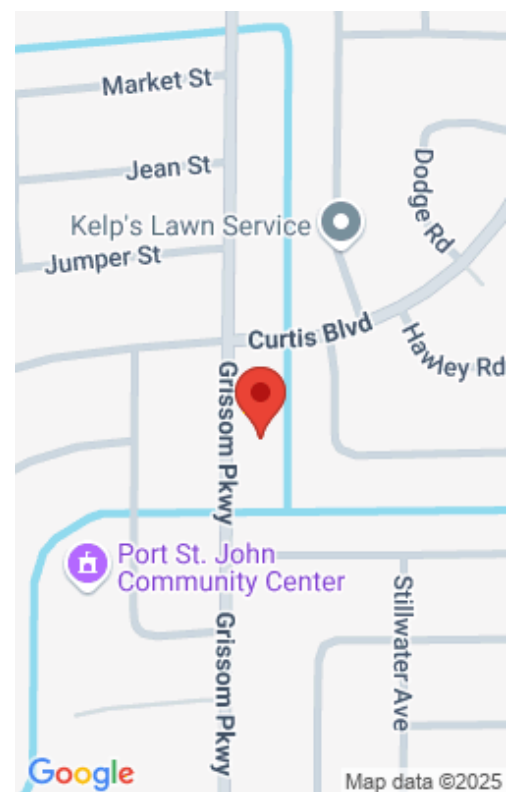 Market St
Jean St
Dodge Rd
Kelp's Lawn Service
Jumper St
Curtis Blvd
Hawley Rd
Grissom Pkwy
Port St. John
Community Center
Stillwater Ave
Grissom Pkwy
Google
Map data ©2025